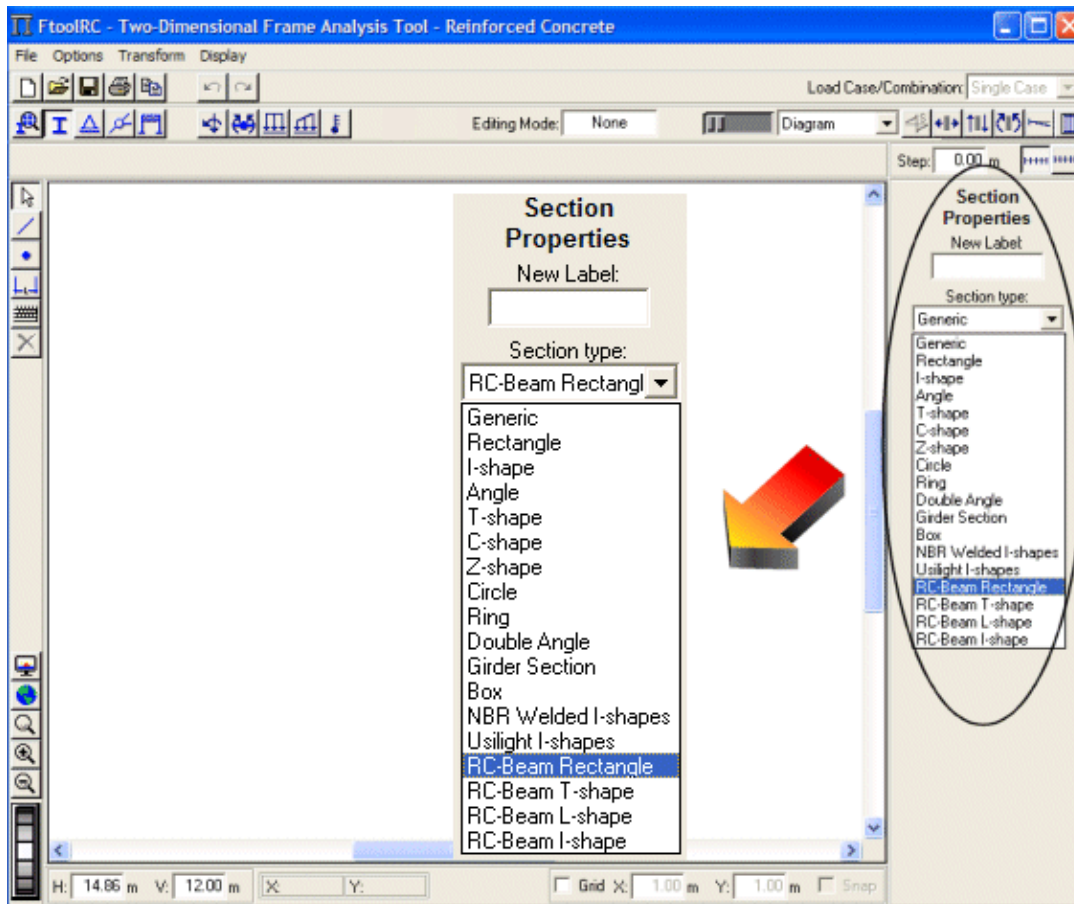 FtoolRC - Two-Dimensional Frame Analysis Tool - Reinforced Concrete
File Options Transform Display
Load Case/Combination: Single Case
Editing Mode: None
Diagram
Step: 0.00 m
Section
Properties
New Label:
Section type:
RC-Beam Rectangl
Generic
Rectangle
I-shape
Angle
T-shape
C-shape
Z-shape
Circle
Ring
Double Angle
Girder Section
Box
NBR Welded I-shapes
Usilight I-shapes
RC-Beam Rectangle
RC-Beam T-shape
RC-Beam L-shape
RC-Beam I-shape
Section
Properties
New Label:
Section type:
Generic
Generic
Rectangle
I-shape
Angle
T-shape
C-shape
Z-shape
Circle
Ring
Double Angle
Girder Section
Box
NBR Welded I-shapes
Usilight I-shapes
RC-Beam Rectangle
RC-Beam T-shape
RC-Beam L-shape
RC-Beam I-shape
H: 14.86 m V: 12.00 m X: Y: Grid X: 1.00 m Y: 1.00 m Snap